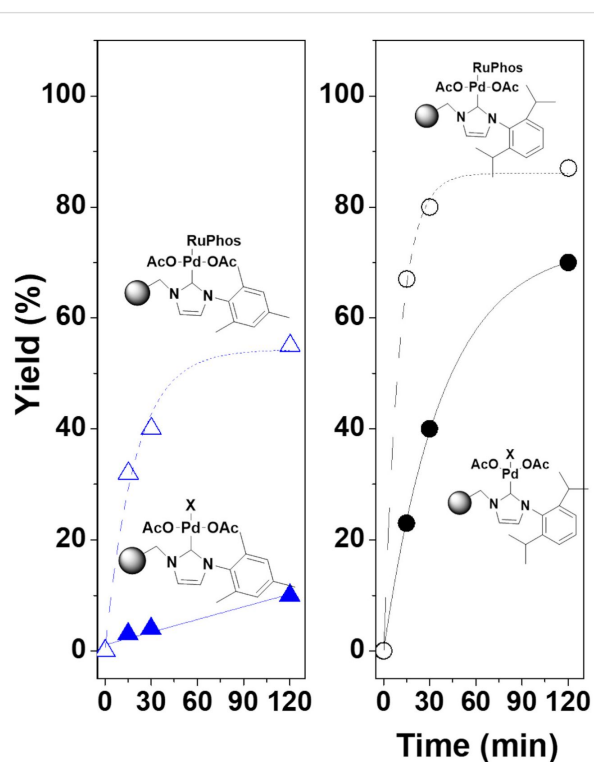 100
80
60
40
20
0
Yield (%)
RuPhos
AcO-Pd-OAc
N
N
X
AcO-Pd-OAc
N
N
0 30 60 90 120
100
80
60
40
20
0
RuPhos
AcO-Pd-OAc
N
N
X
AcO OAc
Pd
N
N
0 30 60 90 120
Time (min)